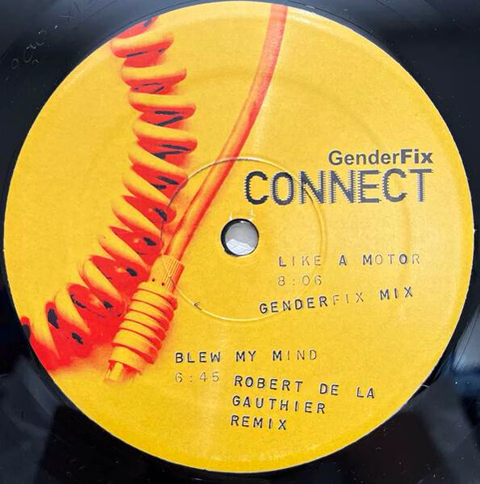 GenderFix
CONNECT
LIKE A MOTOR
8:06
GENDERFIX MIX
BLEW MY MIND
6:45 ROBERT DE LA
GAUTHIER
REMIX